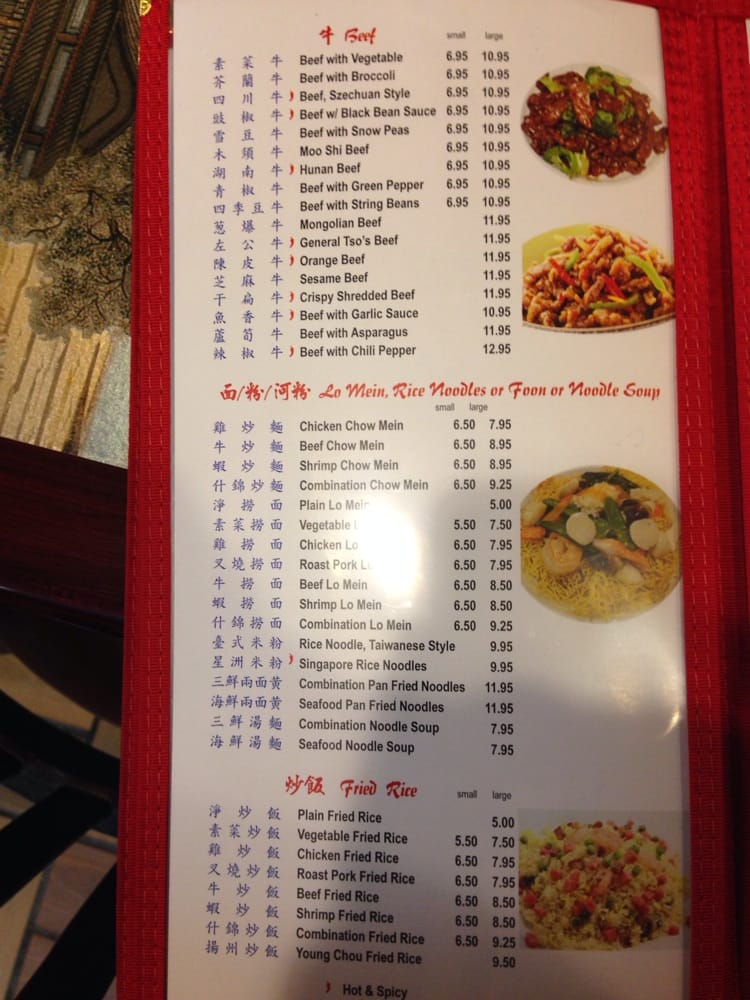 牛 Beef small large
素菜牛 Beef with Vegetable 6.95 10.95
芥蘭牛 Beef with Broccoli 6.95 10.95
四川牛 Beef, Szechuan Style 6.95 10.95
豉椒牛 Beef w/ Black Bean Sauce 6.95 10.95
雪豆牛 Beef with Snow Peas 6.95 10.95
木須牛 Moo Shi Beef 6.95 10.95
湖南牛 Hunan Beef 6.95 10.95
青椒牛 Beef with Green Pepper 6.95 10.95
四季豆牛 Beef with String Beans 6.95 10.95
蔥爆牛 Mongolian Beef 11.95
左公牛 General Tso's Beef 11.95
陳皮牛 Orange Beef 11.95
芝麻牛 Sesame Beef 11.95
干扁牛 Crispy Shredded Beef 11.95
魚香牛 Beef with Garlic Sauce 10.95
蘆筍牛 Beef with Asparagus 11.95
辣椒牛 Beef with Chili Pepper 12.95
面/粉/河粉 Lo Mein, Rice Noodles or Foon or Noodle Soup
small large
雞炒麵 Chicken Chow Mein 6.50 7.95
牛炒麵 Beef Chow Mein 6.50 8.95
蝦炒麵 Shrimp Chow Mein 6.50 8.95
什錦炒麵 Combination Chow Mein 6.50 9.25
淨撈面 Plain Lo Mein 5.00
素菜撈面 Vegetable 5.50 7.50
雞撈面 Chicken Lo 6.50 7.95
叉燒撈面 Roast Pork 6.50 7.95
牛撈面 Beef Lo Mein 6.50 8.50
蝦撈面 Shrimp Lo Mein 6.50 8.50
什錦撈面 Combination Lo Mein 6.50 9.25
臺式米粉 Rice Noodle, Taiwanese Style 9.95
星洲米粉 Singapore Rice Noodles 9.95
三鮮兩面黄 Combination Pan Fried Noodles 11.95
海鮮兩面黄 Seafood Pan Fried Noodles 11.95
三鮮湯麵 Combination Noodle Soup 7.95
海鮮湯麵 Seafood Noodle Soup 7.95
炒飯 Fried Rice small large
淨炒飯 Plain Fried Rice 5.00
素菜炒飯 Vegetable Fried Rice 5.50 7.50
雞炒飯 Chicken Fried Rice 6.50 7.95
叉燒炒飯 Roast Pork Fried Rice 6.50 7.95
牛炒飯 Beef Fried Rice 6.50 8.50
蝦炒飯 Shrimp Fried Rice 6.50 8.50
什錦炒飯 Combination Fried Rice 6.50 9.25
揚州炒飯 Young Chou Fried Rice 9.50
Hot & Spicy